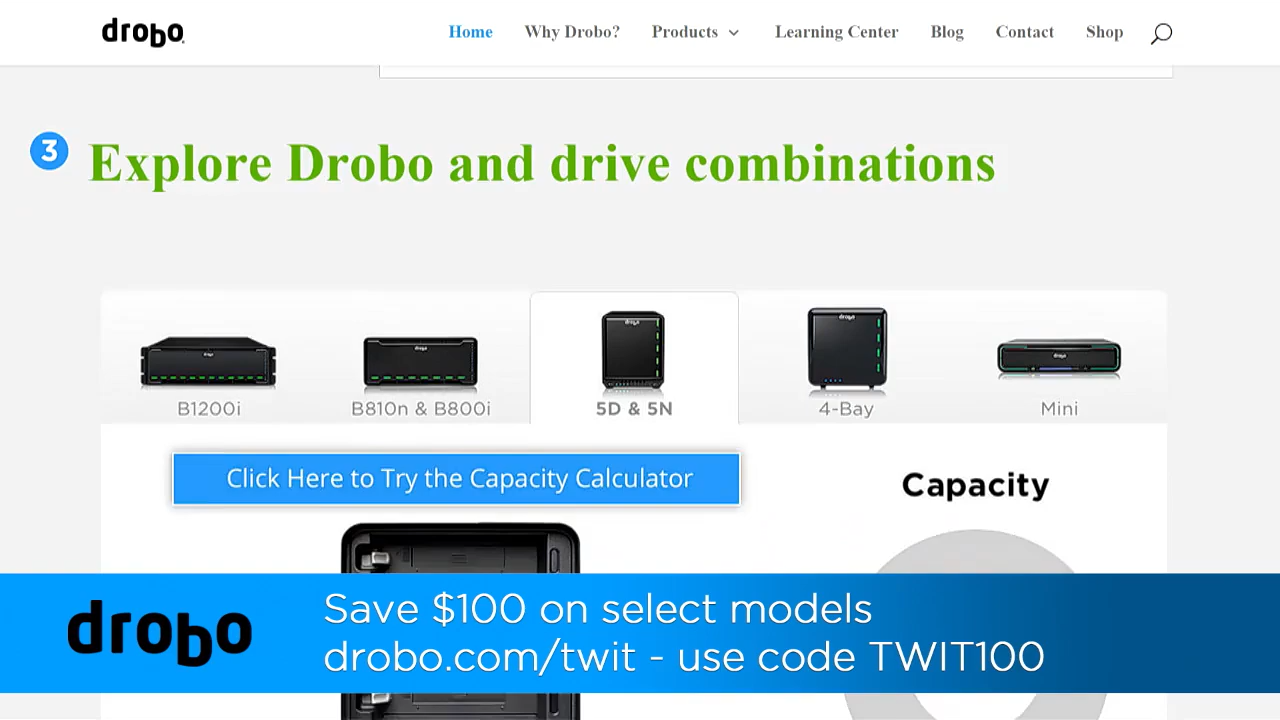 drobo
Home Why Drobo? Products Learning Center Blog Contact Shop
3 Explore Drobo and drive combinations
B1200i B810n & B800i 5D & 5N 4-Bay Mini
Click Here to Try the Capacity Calculator
Capacity
drobo
Save $100 on select models
drobo.com/twit - use code TWIT100